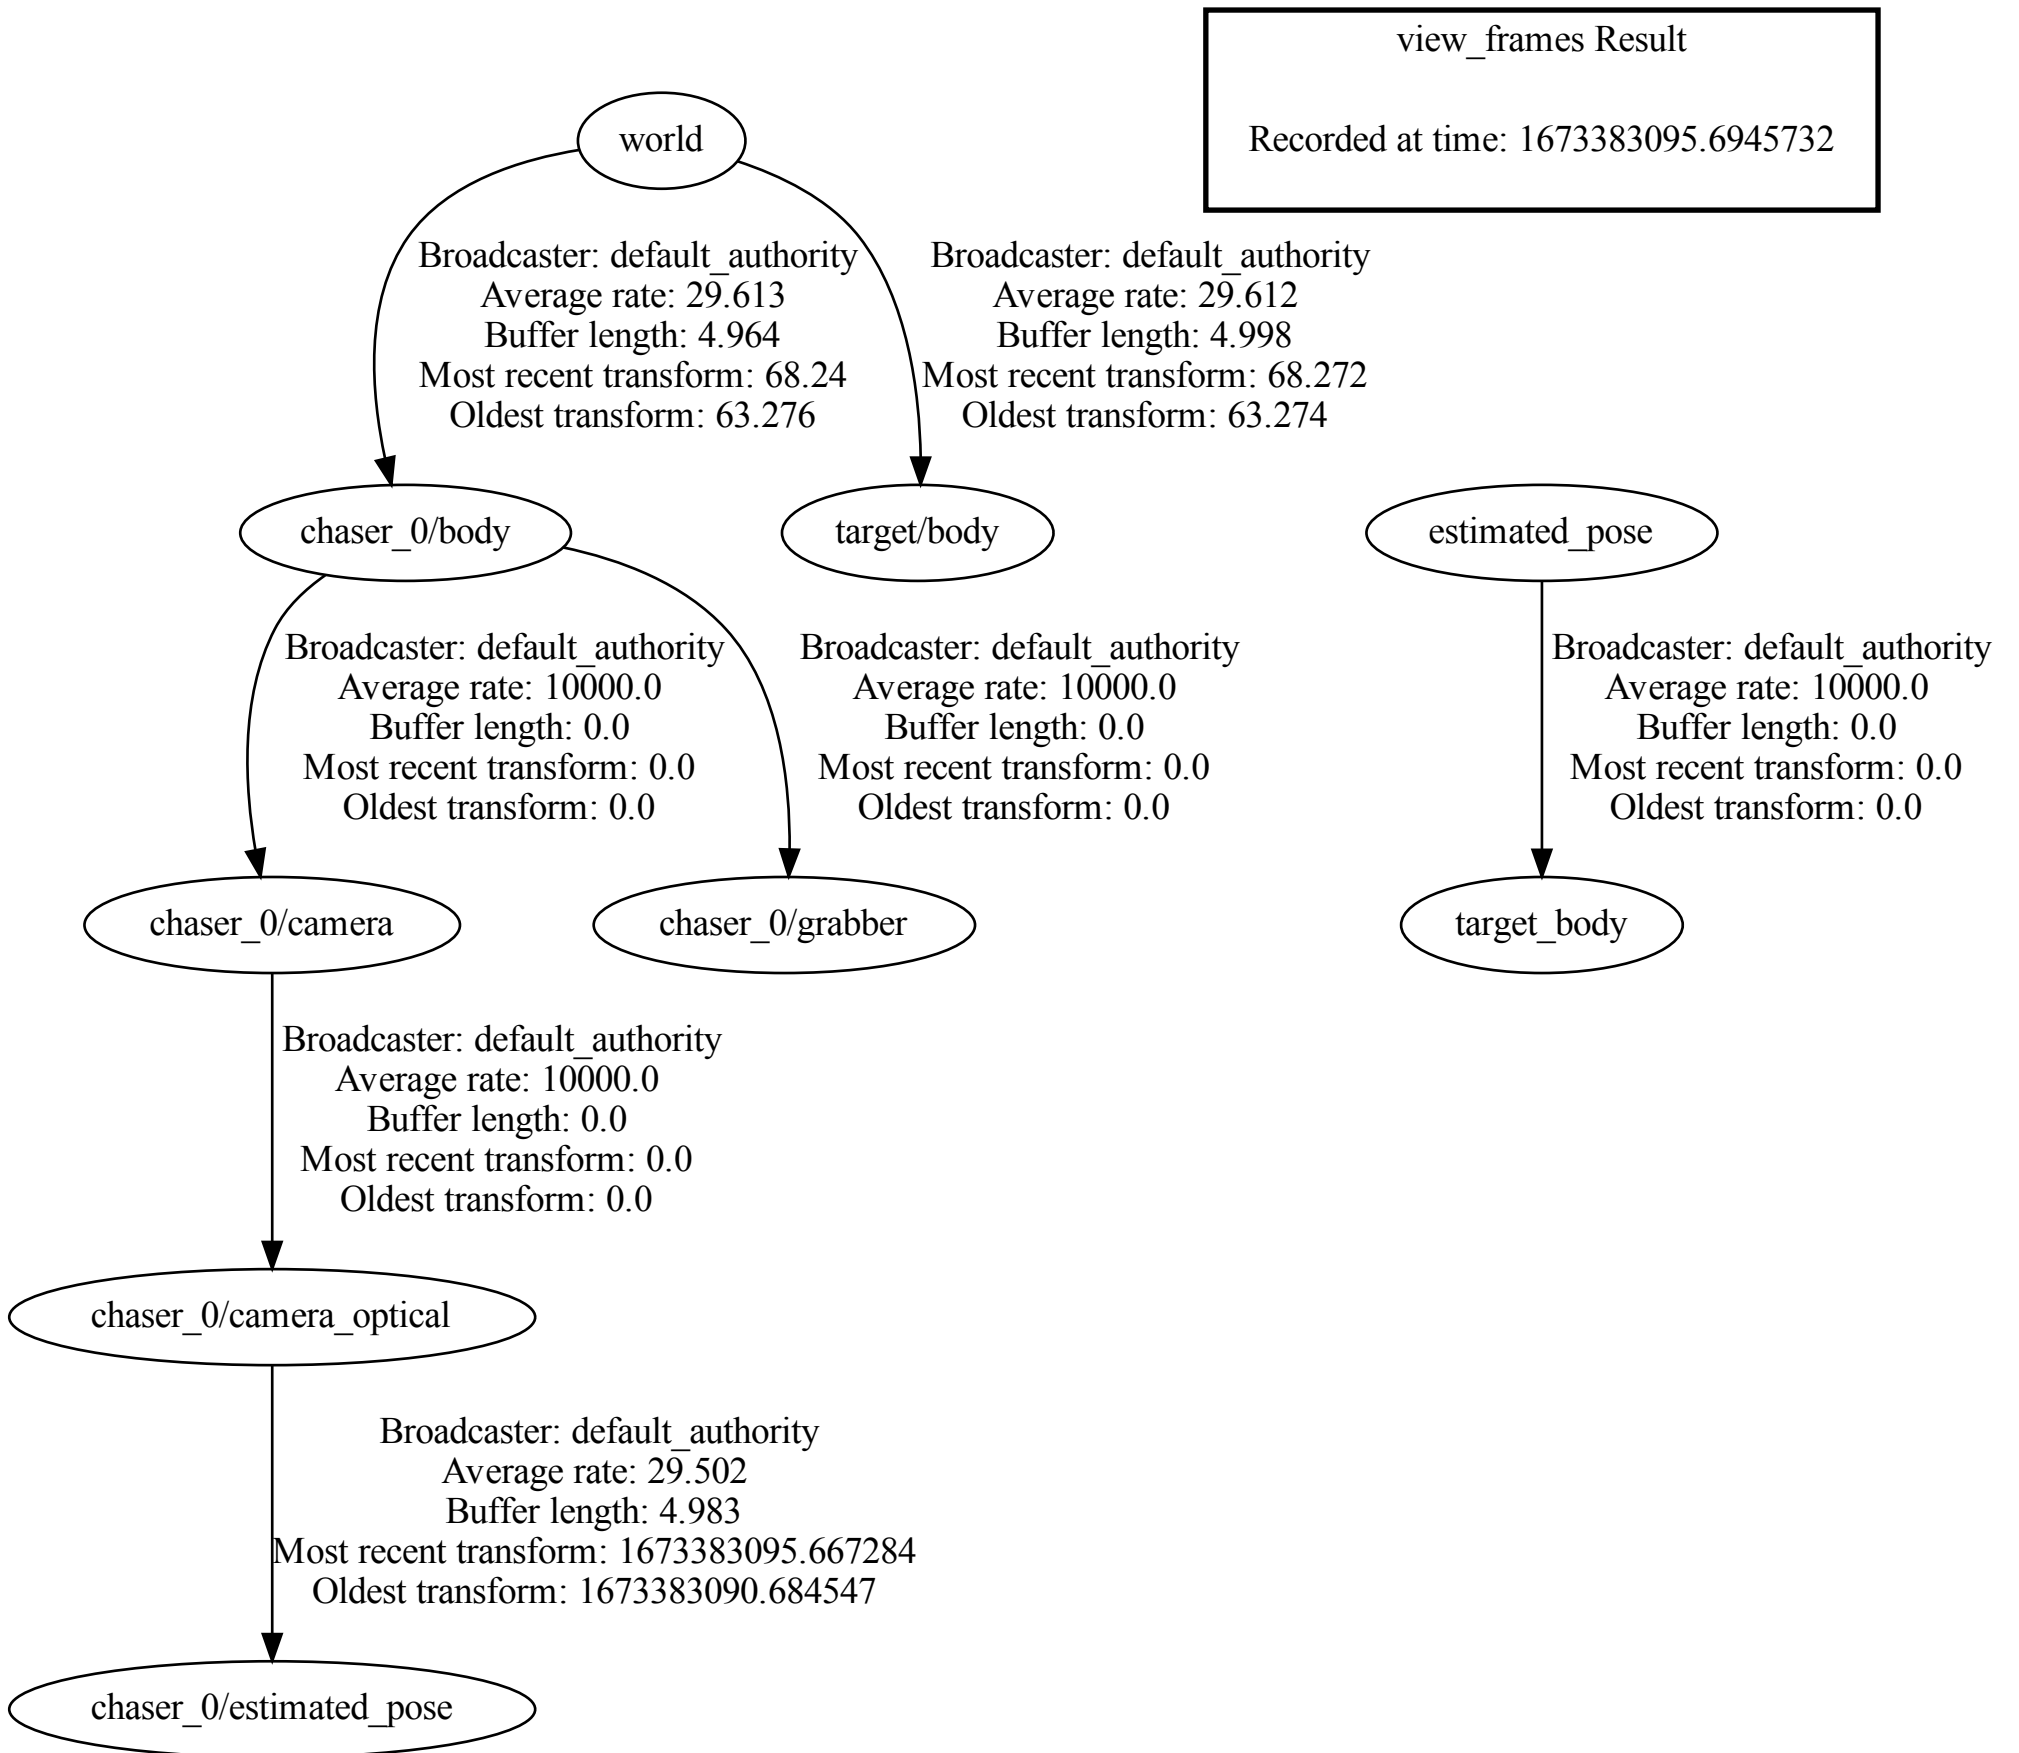 view_frames Result
Recorded at time: 1673383095.6945732
world
Broadcaster: default_authority
Average rate: 29.613
Buffer length: 4.964
Most recent transform: 68.24
Oldest transform: 63.276
Broadcaster: default_authority
Average rate: 29.612
Buffer length: 4.998
Most recent transform: 68.272
Oldest transform: 63.274
chaser_0/body
target/body
estimated_pose
Broadcaster: default_authority
Average rate: 10000.0
Buffer length: 0.0
Most recent transform: 0.0
Oldest transform: 0.0
Broadcaster: default_authority
Average rate: 10000.0
Buffer length: 0.0
Most recent transform: 0.0
Oldest transform: 0.0
Broadcaster: default_authority
Average rate: 10000.0
Buffer length: 0.0
Most recent transform: 0.0
Oldest transform: 0.0
chaser_0/camera
chaser_0/grabber
target_body
Broadcaster: default_authority
Average rate: 10000.0
Buffer length: 0.0
Most recent transform: 0.0
Oldest transform: 0.0
chaser_0/camera_optical
Broadcaster: default_authority
Average rate: 29.502
Buffer length: 4.983
Most recent transform: 1673383095.667284
Oldest transform: 1673383090.684547
chaser_0/estimated_pose